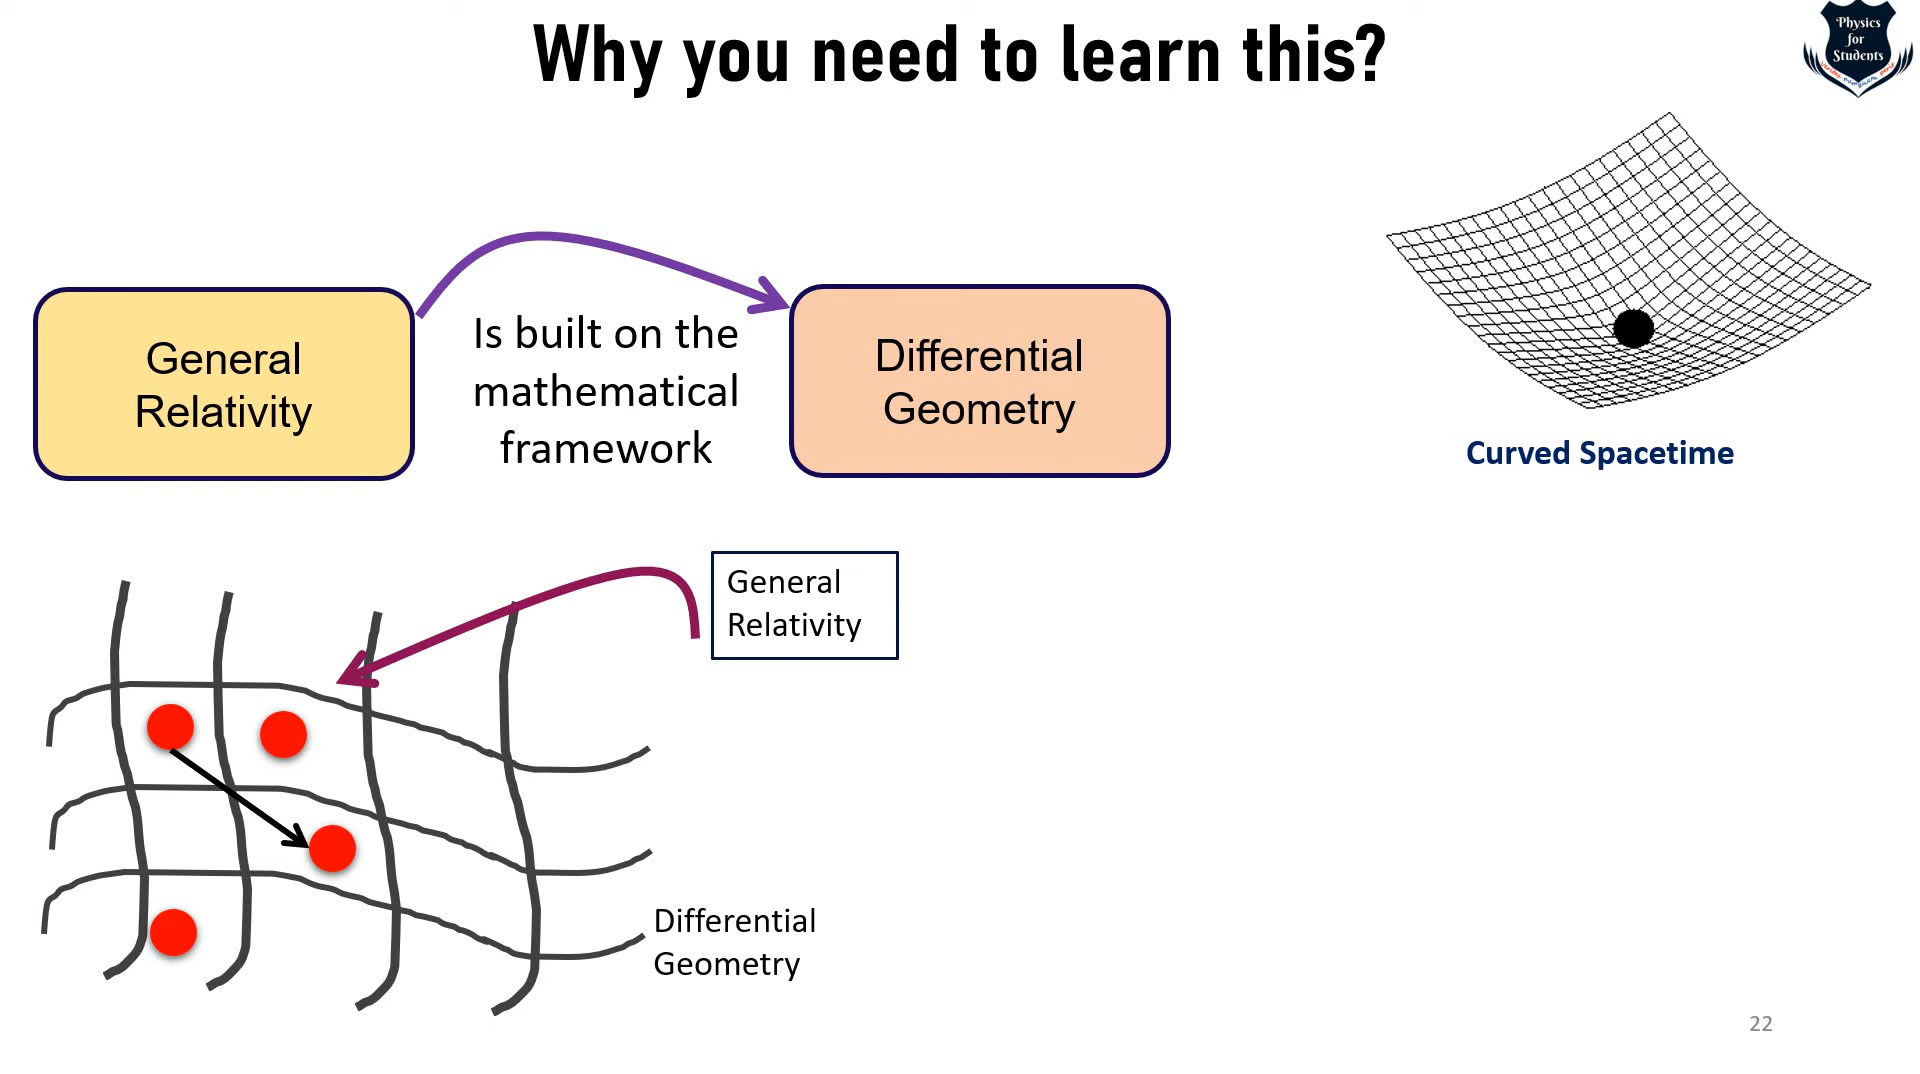 Why you need to learn this?
Physics
for
Students
General
Relativity
Is built on the
mathematical
framework
Differential
Geometry
Curved Spacetime
General
Relativity
Differential
Geometry
22